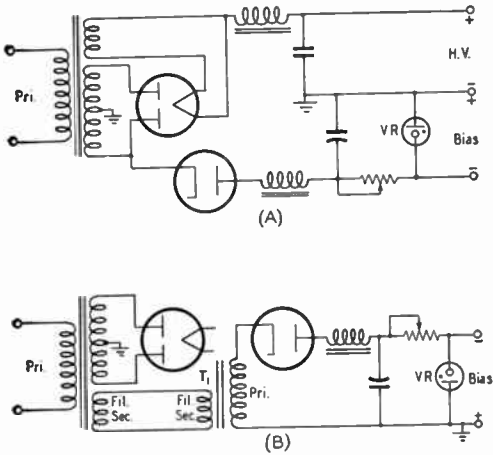 +
H.V.
Pri.
−
+
VR
Bias
−
(A)
−
Pri.
T1
Fil.
Sec.
Fil.
Sec.
Pri.
VR
Bias
+
(B)